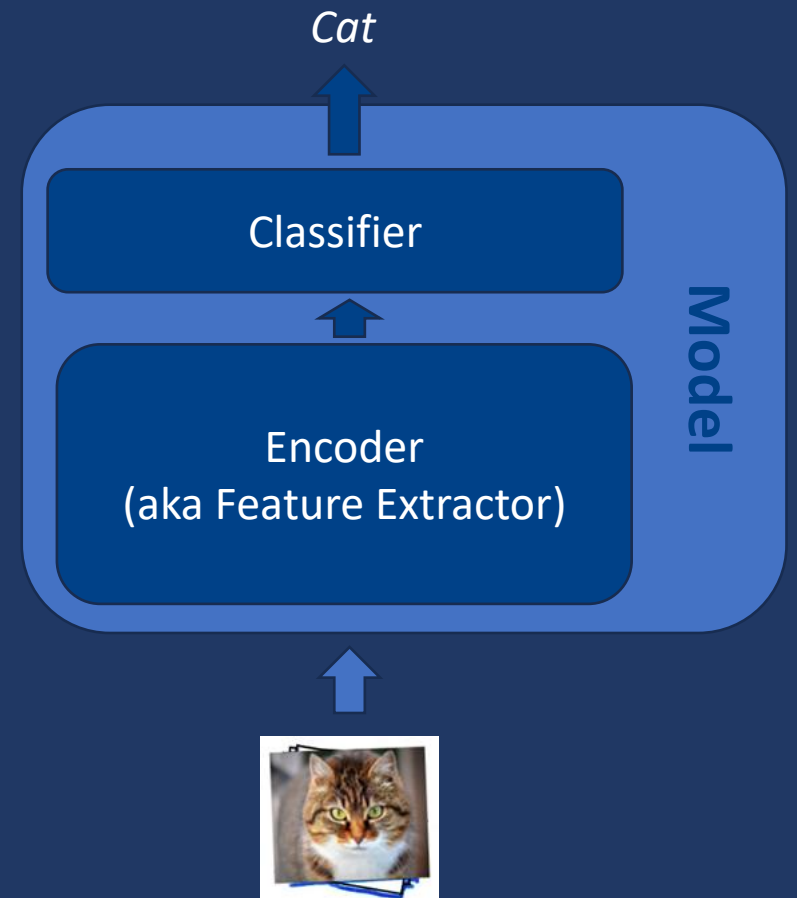 Cat
Classifier
Model
Encoder
(aka Feature Extractor)